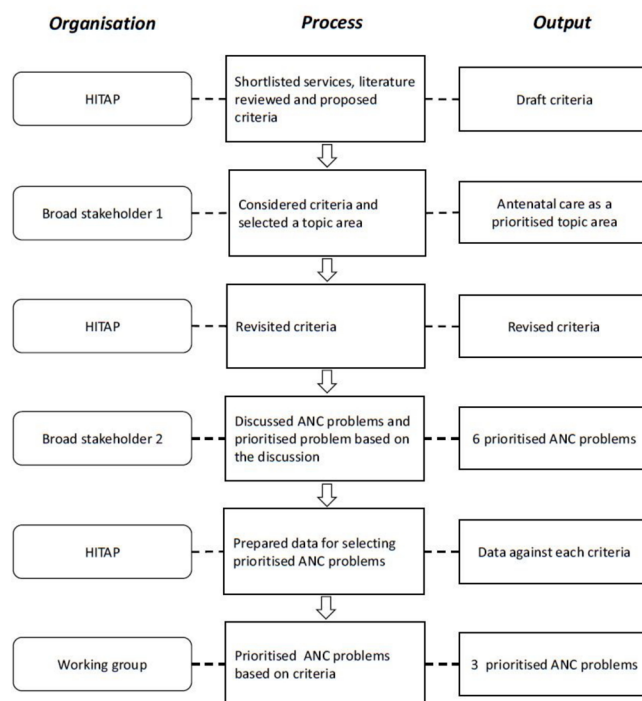 Organisation Process Output
HITAP
Shortlisted services, literature
reviewed and proposed
criteria
Draft criteria
Broad stakeholder 1
Considered criteria and
selected a topic area
Antenatal care as a
prioritised topic area
HITAP
Revisited criteria
Revised criteria
Broad stakeholder 2
Discussed ANC problems and
prioritised problem based on
the discussion
6 prioritised ANC problems
HITAP
Prepared data for selecting
prioritised ANC problems
Data against each criteria
Working group
Prioritised ANC problems
based on criteria
3 prioritised ANC problems